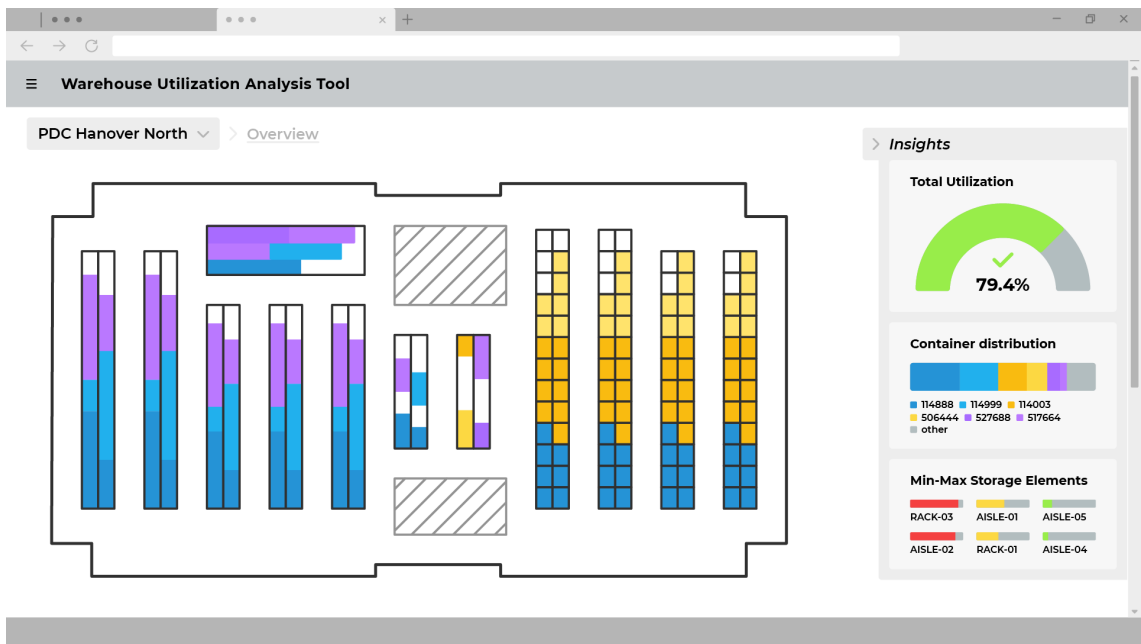 Warehouse Utilization Analysis Tool
PDC Hanover North
Overview
Insights
Total Utilization
79.4%
Container distribution
114888 114999 114003
506444 527688 517664
other
Min-Max Storage Elements
RACK-03 AISLE-01 AISLE-05
AISLE-02 RACK-01 AISLE-04